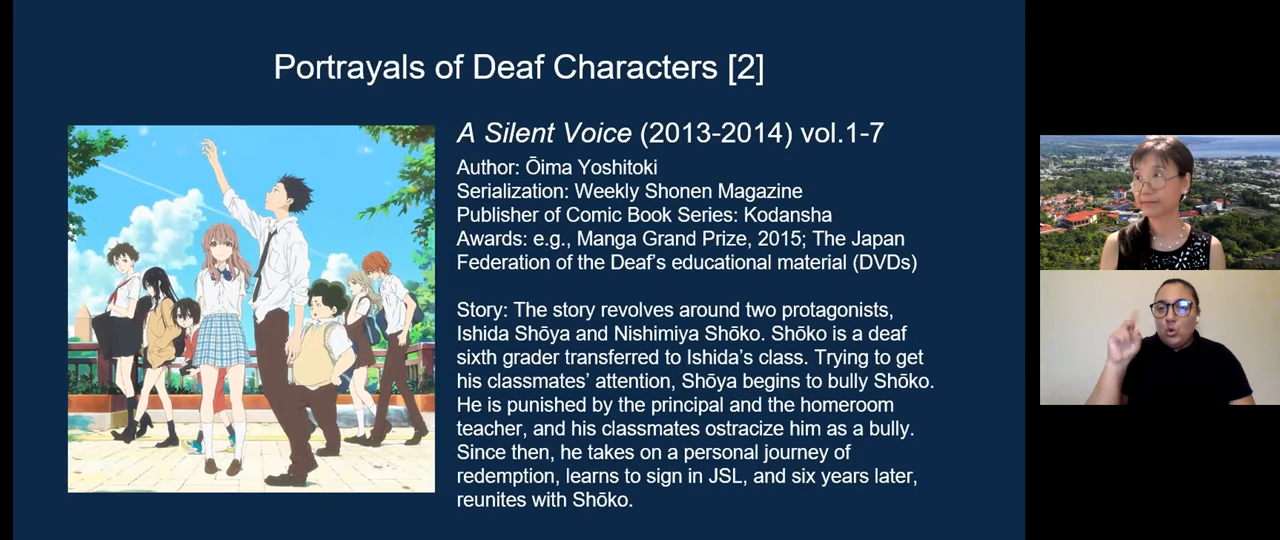 Portrayals of Deaf Characters [2]
A Silent Voice (2013-2014) vol.1-7
Author: Ōima Yoshitoki
Serialization: Weekly Shonen Magazine
Publisher of Comic Book Series: Kodansha
Awards: e.g., Manga Grand Prize, 2015; The Japan
Federation of the Deaf's educational material (DVDs)
Story: The story revolves around two protagonists,
Ishida Shōya and Nishimiya Shōko. Shōko is a deaf
sixth grader transferred to Ishida's class. Trying to get
his classmates' attention, Shōya begins to bully Shōko.
He is punished by the principal and the homeroom
teacher, and his classmates ostracize him as a bully.
Since then, he takes on a personal journey of
redemption, learns to sign in JSL, and six years later,
reunites with Shōko.